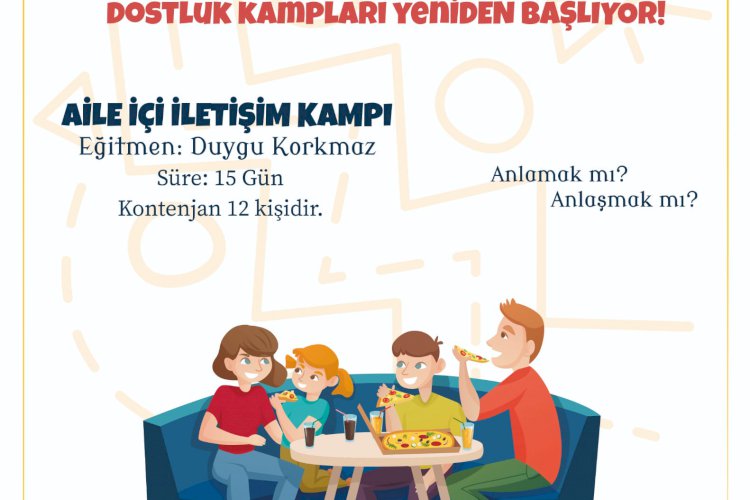 DOSTLUK KAMPLARI YENİDEN BAŞLIYOR!
AİLE İÇİ İLETİŞİM KAMPI
Eğitmen: Duygu Korkmaz
Süre: 15 Gün
Kontenjan 12 kişidir.
Anlamak mı?
Anlaşmak mı?